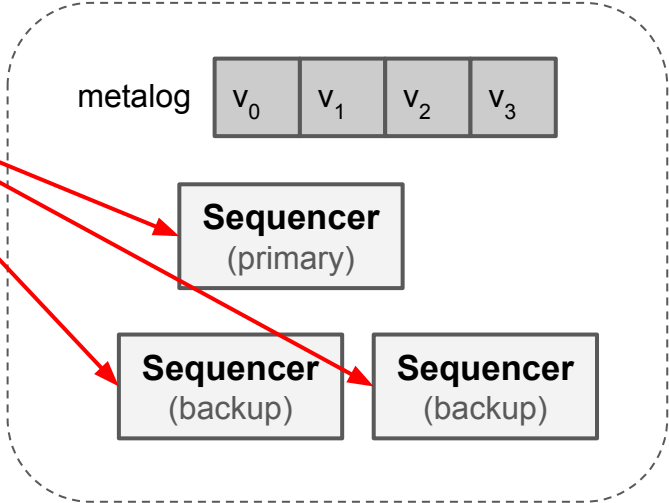 metalog v₀ v₁ v₂ v₃
Sequencer
(primary)
Sequencer
(backup)
Sequencer
(backup)